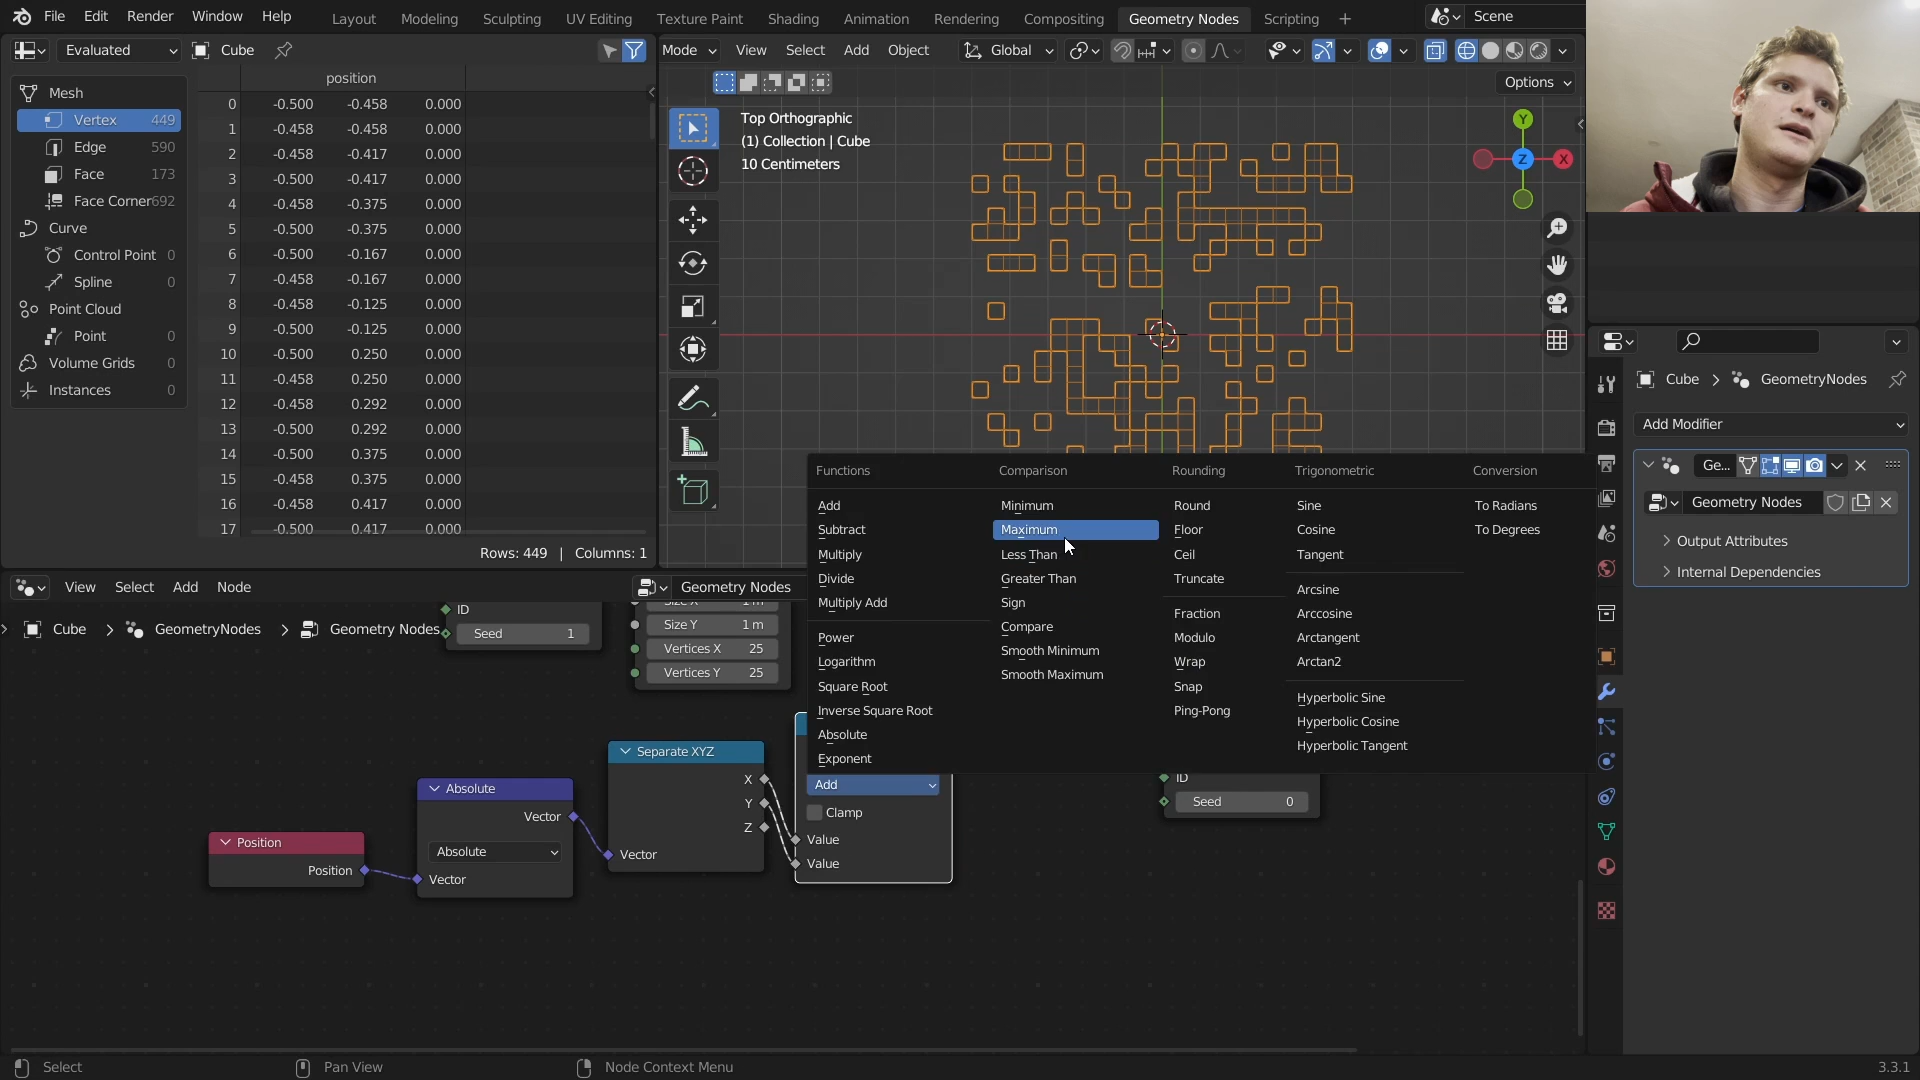 File Edit Render Window Help Layout Modeling Sculpting UV Editing Texture Paint Shading Animation Rendering Compositing Geometry Nodes Scripting + Scene
Evaluated Cube Mode View Select Add Object Global
position Options
Mesh
Vertex 449
Edge 590
Face 173
Face Corner 692
Curve
Control Point 0
Spline 0
Point Cloud
Point 0
Volume Grids 0
Instances 0
0 -0.500 -0.458 0.000
1 -0.458 -0.458 0.000
2 -0.458 -0.417 0.000
3 -0.500 -0.417 0.000
4 -0.458 -0.375 0.000
5 -0.500 -0.375 0.000
6 -0.500 -0.167 0.000
7 -0.458 -0.167 0.000
8 -0.458 -0.125 0.000
9 -0.500 -0.125 0.000
10 -0.500 0.250 0.000
11 -0.458 0.250 0.000
12 -0.458 0.292 0.000
13 -0.500 0.292 0.000
14 -0.500 0.375 0.000
15 -0.458 0.375 0.000
16 -0.458 0.417 0.000
17 -0.500 0.417 0.000
Rows: 449 | Columns: 1
Top Orthographic
(1) Collection | Cube
10 Centimeters
Y
Z X
Cube > GeometryNodes
Add Modifier
Ge...
Geometry Nodes
Output Attributes
Internal Dependencies
View Select Add Node Geometry Nodes
Cube > GeometryNodes > Geometry Nodes
ID
Seed 1
Size Y 1 m
Vertices X 25
Vertices Y 25
Functions
Add
Subtract
Multiply
Divide
Multiply Add
Power
Logarithm
Square Root
Inverse Square Root
Absolute
Exponent
Comparison
Minimum
Maximum
Less Than
Greater Than
Sign
Compare
Smooth Minimum
Smooth Maximum
Rounding
Round
Floor
Ceil
Truncate
Fraction
Modulo
Wrap
Snap
Ping-Pong
Trigonometric
Sine
Cosine
Tangent
Arcsine
Arccosine
Arctangent
Arctan2
Hyperbolic Sine
Hyperbolic Cosine
Hyperbolic Tangent
Conversion
To Radians
To Degrees
Position
Position
Absolute
Vector
Absolute
Vector
Separate XYZ
X
Y
Z
Vector
Add
Clamp
Value
Value
ID
Seed 0
Select Pan View Node Context Menu 3.3.1